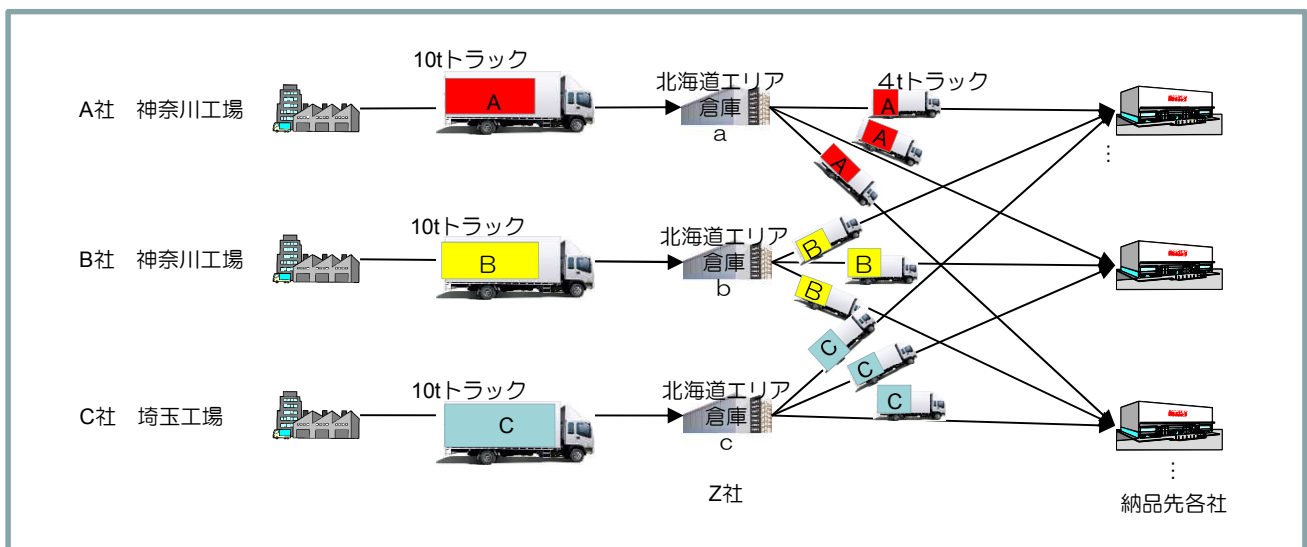 10tトラック
北海道エリア
4tトラック
A社 神奈川工場
A
倉庫
a
A
A
A
⋮
10tトラック
北海道エリア
B社 神奈川工場
B
倉庫
b
B
B
B
10tトラック
北海道エリア
C社 埼玉工場
C
倉庫
c
C
C
C
Z社
⋮
納品先各社